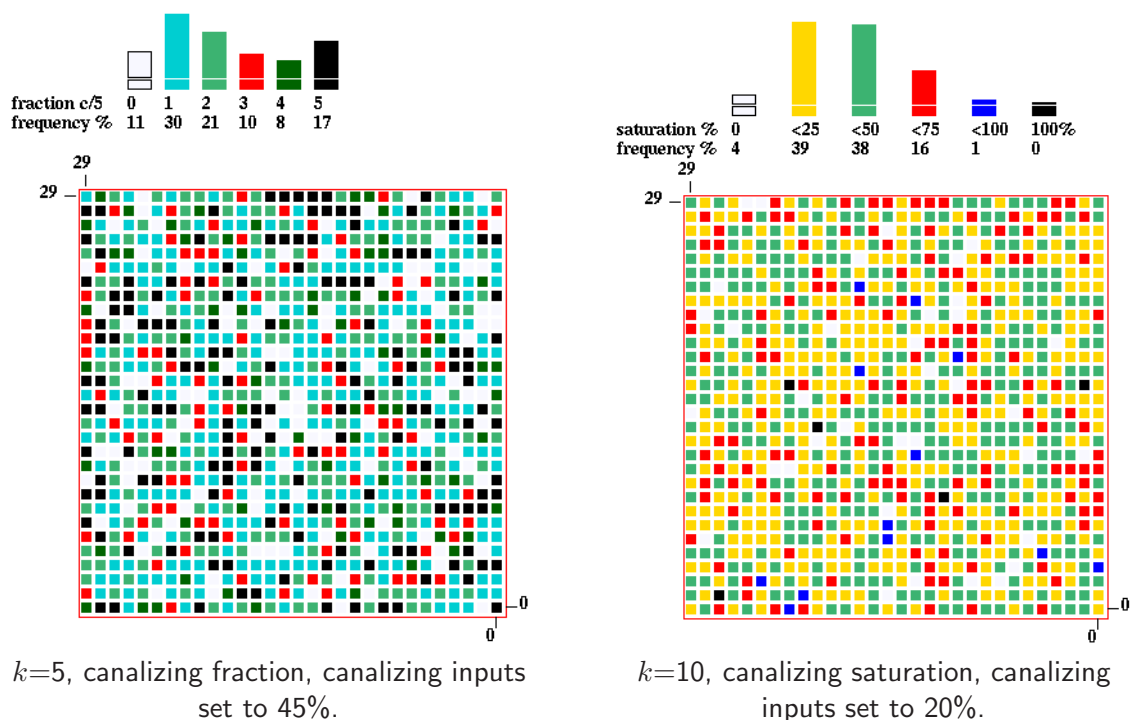 fraction c/5 0 1 2 3 4 5
frequency % 11 30 21 10 8 17
29
29
0
0
k=5, canalizing fraction, canalizing inputs
set to 45%.
saturation % 0 <25 <50 <75 <100 100%
frequency % 4 39 38 16 1 0
29
29
0
0
k=10, canalizing saturation, canalizing
inputs set to 20%.